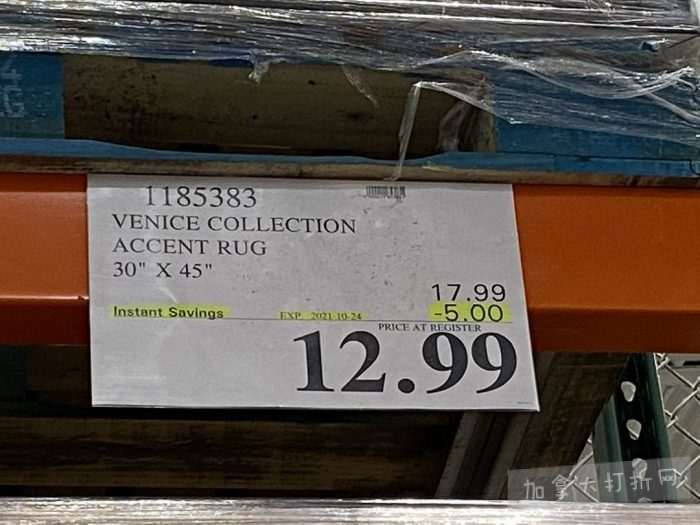 1185383
VENICE COLLECTION
ACCENT RUG
30" X 45"
17.99
Instant Savings EXP. 2021-10-24 -5.00
PRICE AT REGISTER
12.99
加拿大打折网